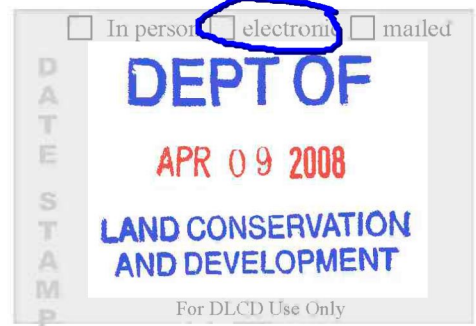 In person electronic mailed
DEPT OF
APR 09 2008
LAND CONSERVATION
AND DEVELOPMENT
For DLCD Use Only
DATE STAMP